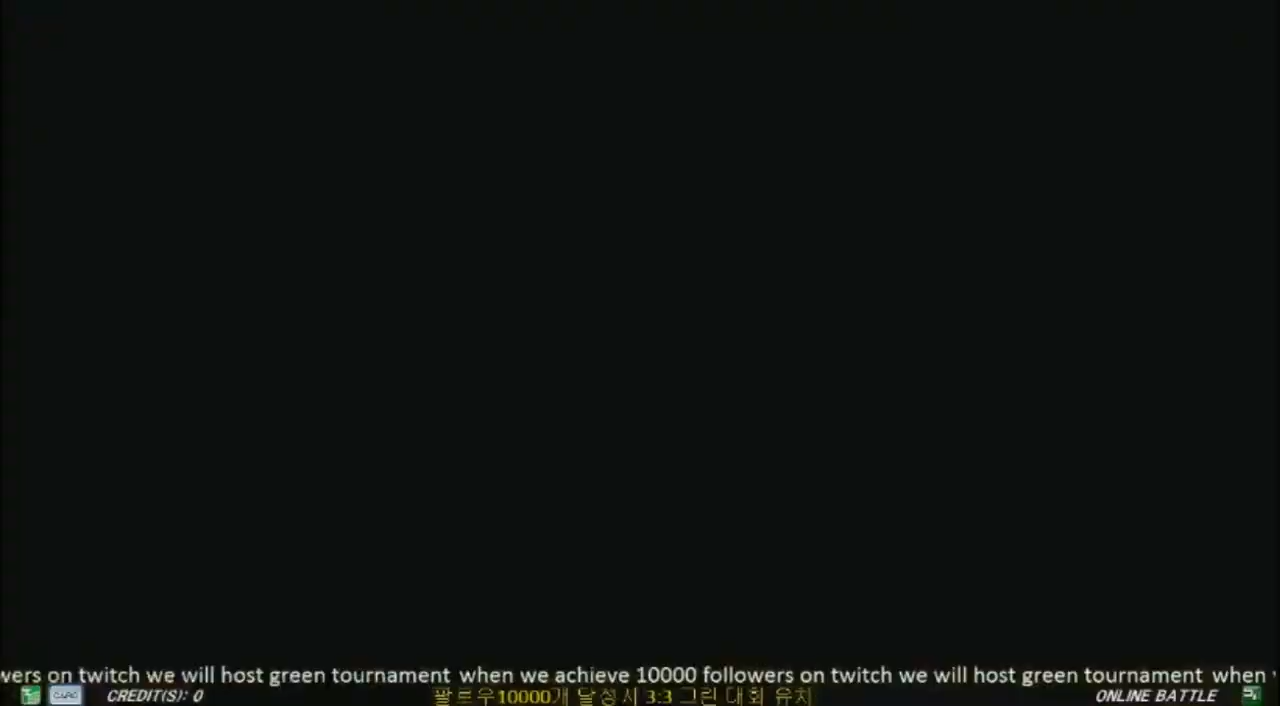 wers on twitch we will host green tournament when we achieve 10000 followers on twitch we will host green tournament when
CARD CREDIT(S): 0 팔로우10000개 달성시 3:3 그린 대회 유치 ONLINE BATTLE